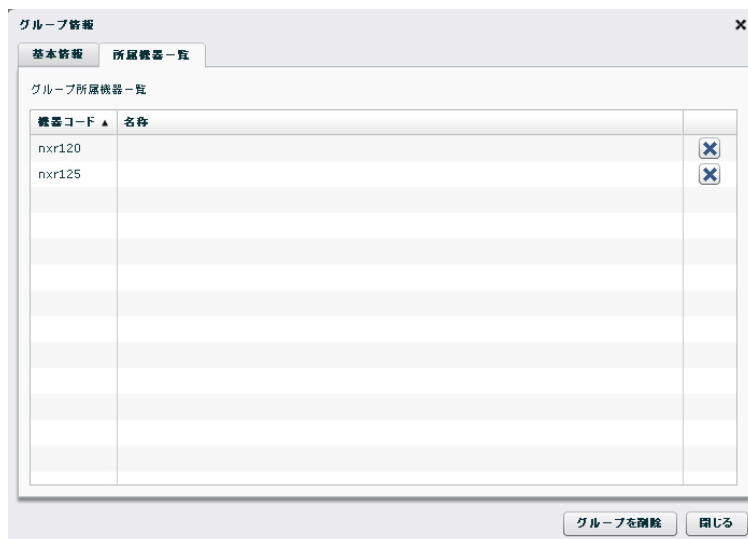 グループ情報
基本情報 所属機器一覧
グループ所属機器一覧
機器コード ▲ 名称
nxr120
nxr125
グループを削除 閉じる